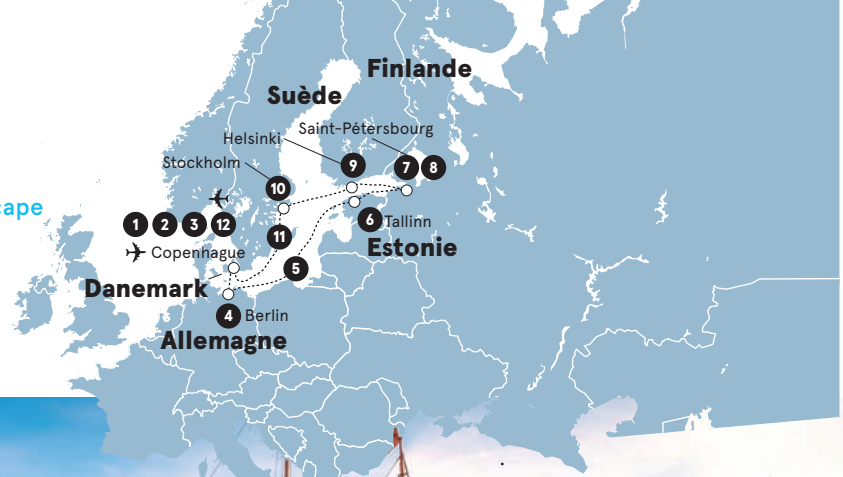 Finlande
Suède
Saint-Pétersbourg
Helsinki
Stockholm
9
7 8
10
cape
1 2 3 12
6 Tallinn
11
Estonie
Copenhague
5
Danemark
4 Berlin
Allemagne